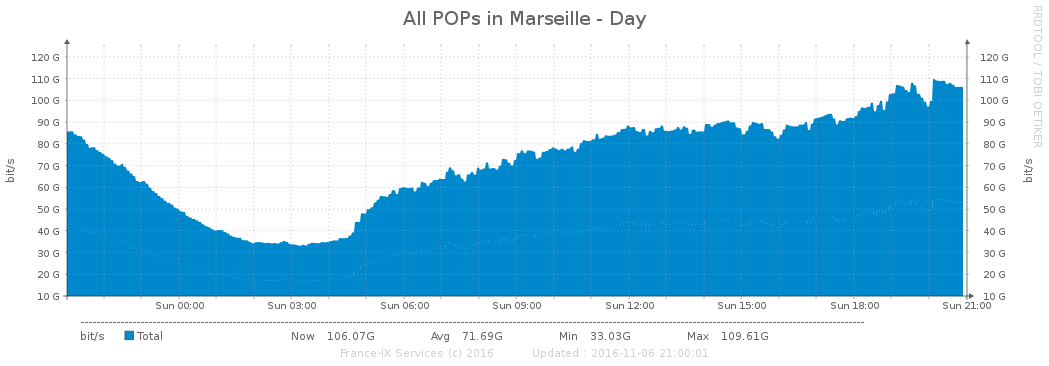 All POPs in Marseille - Day
RRDTOOL / TOBI OETIKER
bit/s
120 G 120 G
110 G 110 G
100 G 100 G
90 G 90 G
80 G 80 G
70 G 70 G
60 G 60 G
50 G 50 G
40 G 40 G
30 G 30 G
20 G 20 G
10 G 10 G
bit/s
Sun 00:00 Sun 03:00 Sun 06:00 Sun 09:00 Sun 12:00 Sun 15:00 Sun 18:00 Sun 21:00
bit/s Total Now 106.07G Avg 71.69G Min 33.03G Max 109.61G
France-IX Services (c) 2016 Updated : 2016-11-06 21:00:01